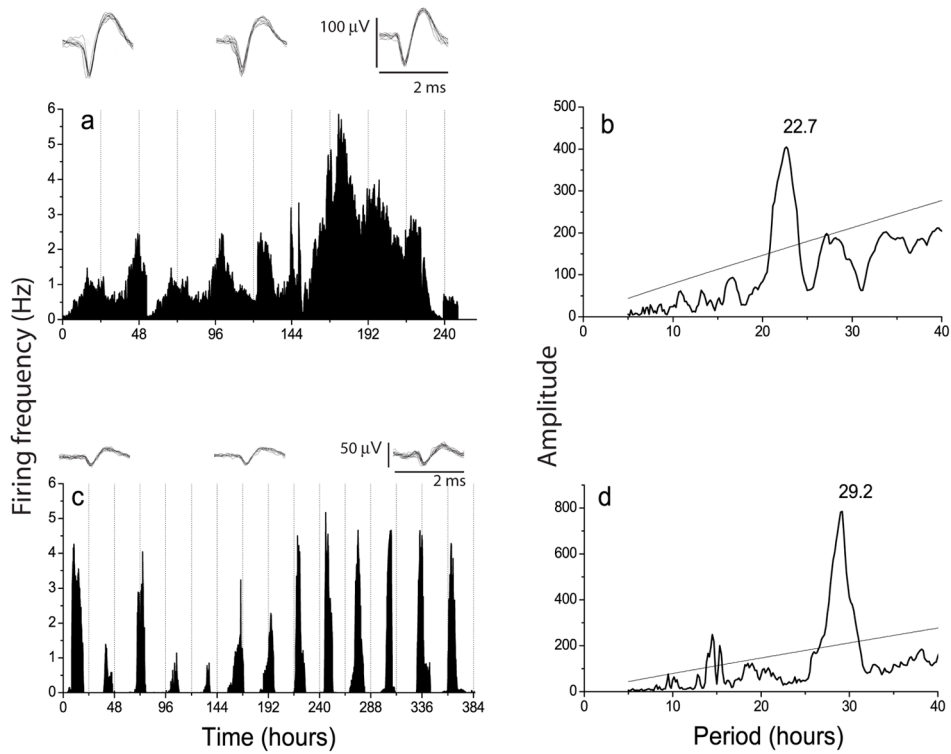 100 µV
2 ms
a
6
5
4
3
2
1
0
0 48 96 144 192 240
b
22.7
500
400
300
200
100
0
10 20 30 40
Firing frequency (Hz)
Amplitude
50 µV
2 ms
c
6
5
4
3
2
1
0
0 48 96 144 192 240 288 336 384
Time (hours)
d
29.2
800
600
400
200
0
10 20 30 40
Period (hours)